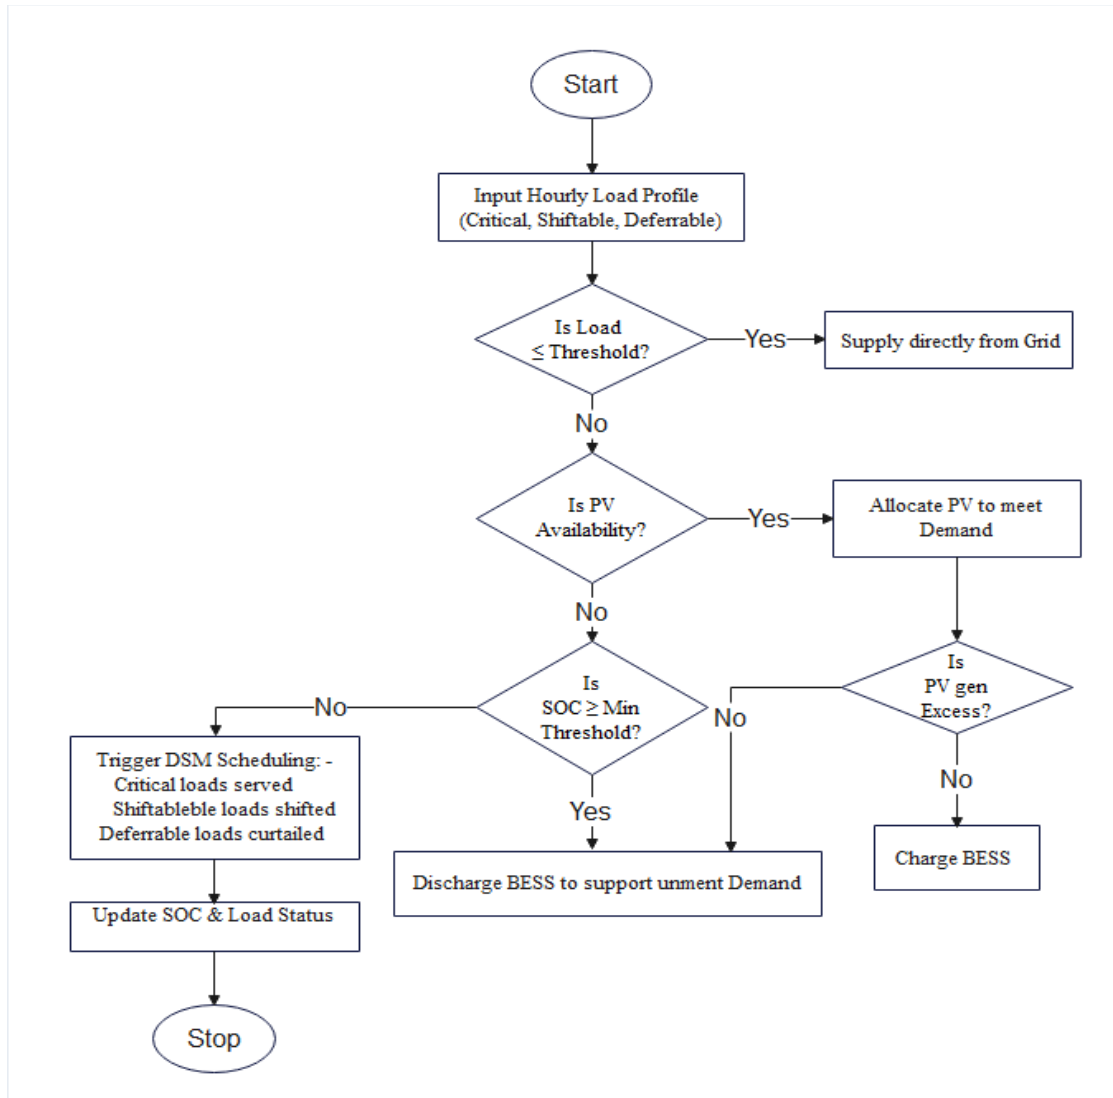 Start
Input Hourly Load Profile
(Critical, Shiftable, Deferrable)
Is Load
≤ Threshold?
Yes
Supply directly from Grid
No
Is PV
Availability?
Yes
Allocate PV to meet
Demand
No
Is
SOC ≥ Min
Threshold?
Is
PV gen
Excess?
No
No
Trigger DSM Scheduling: -
Critical loads served
Shiftableble loads shifted
Deferrable loads curtailed
Yes
No
Discharge BESS to support unment Demand
Charge BESS
Update SOC & Load Status
Stop